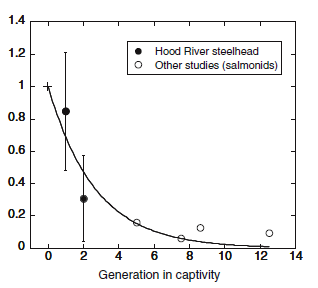 1.4
1.2
1
0.8
0.6
0.4
0.2
0
Hood River steelhead
Other studies (salmonids)
0 2 4 6 8 10 12 14
Generation in captivity